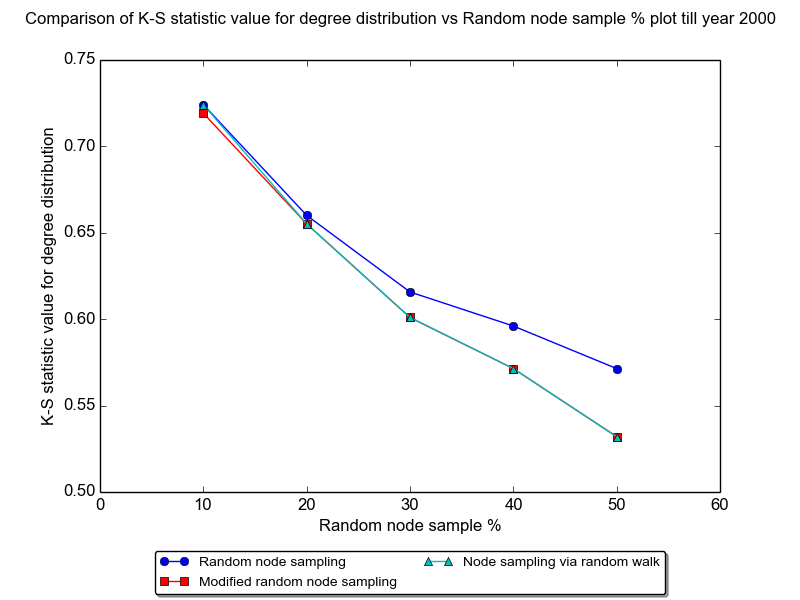 Comparison of K-S statistic value for degree distribution vs Random node sample % plot till year 2000
0.75
0.70
0.65
0.60
0.55
0.50
K-S statistic value for degree distribution
0 10 20 30 40 50 60
Random node sample %
Random node sampling Node sampling via random walk
Modified random node sampling